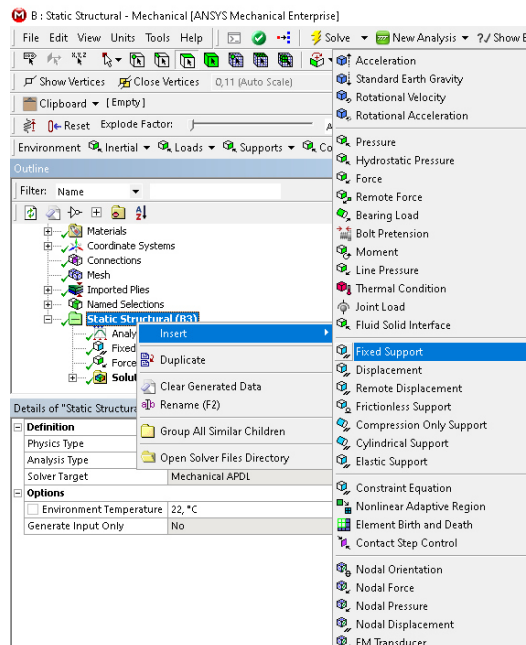 B : Static Structural - Mechanical [ANSYS Mechanical Enterprise]
File Edit View Units Tools Help Solve New Analysis ?/ Show
Show Vertices Close Vertices 0,11 (Auto Scale)
Clipboard [Empty]
Reset Explode Factor:
Environment Inertial Loads Supports
Outline
Filter: Name
Materials
Coordinate Systems
Connections
Mesh
Imported Plies
Named Selections
Static Structural (B3)
Analy
Fixed
Force
Solut
Insert
Duplicate
Clear Generated Data
Rename (F2)
Group All Similar Children
Open Solver Files Directory
Acceleration
Standard Earth Gravity
Rotational Velocity
Rotational Acceleration
Pressure
Hydrostatic Pressure
Force
Remote Force
Bearing Load
Bolt Pretension
Moment
Line Pressure
Thermal Condition
Joint Load
Fluid Solid Interface
Fixed Support
Displacement
Remote Displacement
Frictionless Support
Compression Only Support
Cylindrical Support
Elastic Support
Constraint Equation
Nonlinear Adaptive Region
Element Birth and Death
Contact Step Control
Nodal Orientation
Nodal Force
Nodal Pressure
Nodal Displacement
EM Transducer
Details of "Static Structura
Definition
Physics Type
Analysis Type
Solver Target Mechanical APDL
Options
Environment Temperature 22, °C
Generate Input Only No